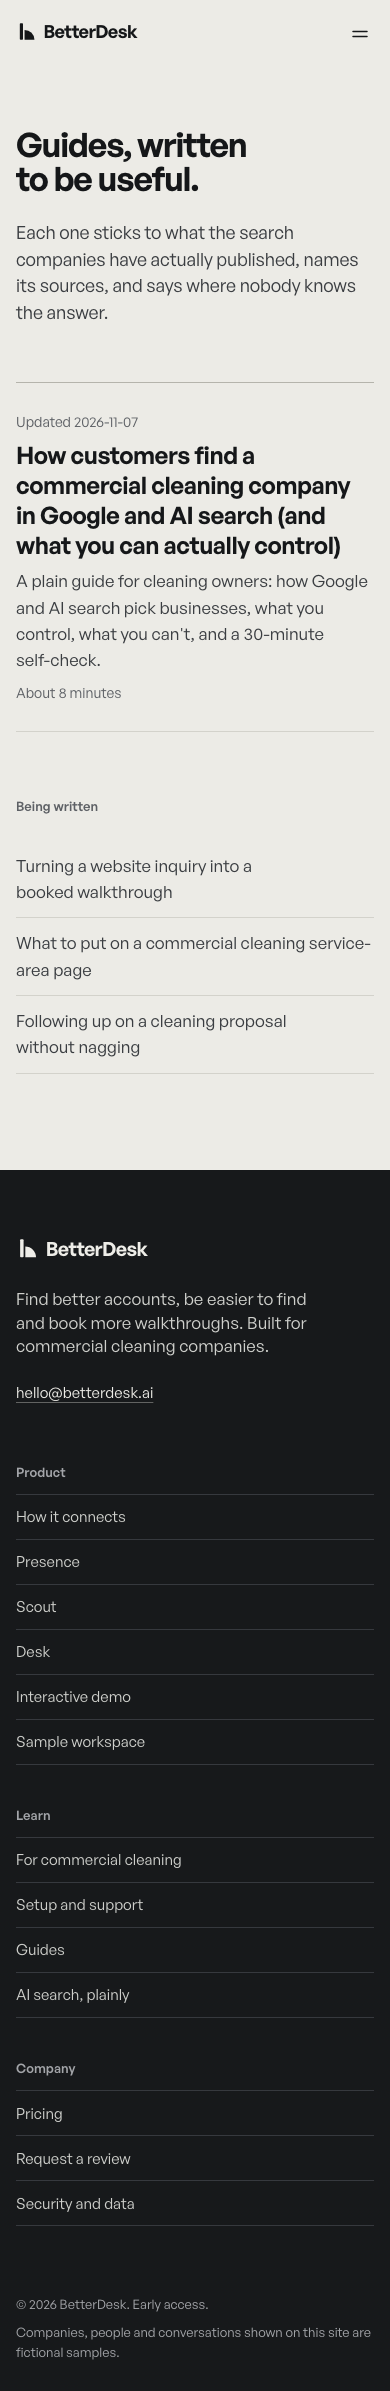 BetterDesk
Guides, written
to be useful.
Each one sticks to what the search
companies have actually published, names
its sources, and says where nobody knows
the answer.
Updated 2026-11-07
How customers find a
commercial cleaning company
in Google and AI search (and
what you can actually control)
A plain guide for cleaning owners: how Google
and AI search pick businesses, what you
control, what you can't, and a 30-minute
self-check.
About 8 minutes
Being written
Turning a website inquiry into a
booked walkthrough
What to put on a commercial cleaning service-
area page
Following up on a cleaning proposal
without nagging
BetterDesk
Find better accounts, be easier to find
and book more walkthroughs. Built for
commercial cleaning companies.
hello@betterdesk.ai
Product
How it connects
Presence
Scout
Desk
Interactive demo
Sample workspace
Learn
For commercial cleaning
Setup and support
Guides
AI search, plainly
Company
Pricing
Request a review
Security and data
© 2026 BetterDesk. Early access.
Companies, people and conversations shown on this site are
fictional samples.